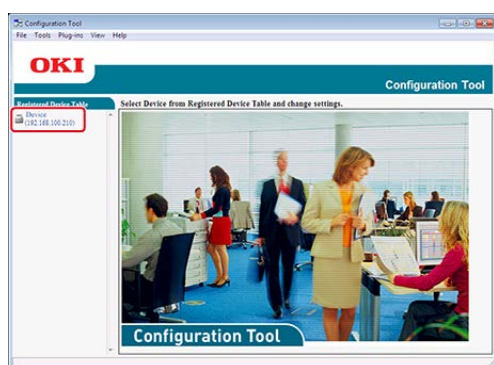 Configuration Tool
File Tools Plug-ins View Help
OKI
Configuration Tool
Registered Device Table
Select Device from Registered Device Table and change settings.
Device
(192.168.100.210)
Configuration Tool